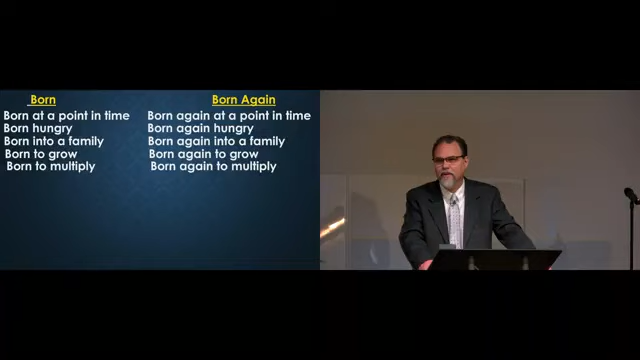 Born Born Again
Born at a point in time Born again at a point in time
Born hungry Born again hungry
Born into a family Born again into a family
Born to grow Born again to grow
Born to multiply Born again to multiply